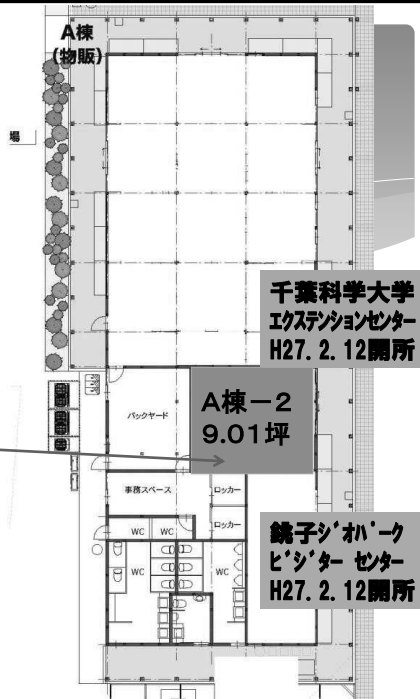 A棟
(物販)
場
千葉科学大学
エクステンションセンター
H27.2.12開所
バックヤード
A棟－2
9.01坪
事務スペース
ロッカー
ロッカー
WC
WC
WC
WC
銚子ジオパーク
ビジター センター
H27.2.12開所